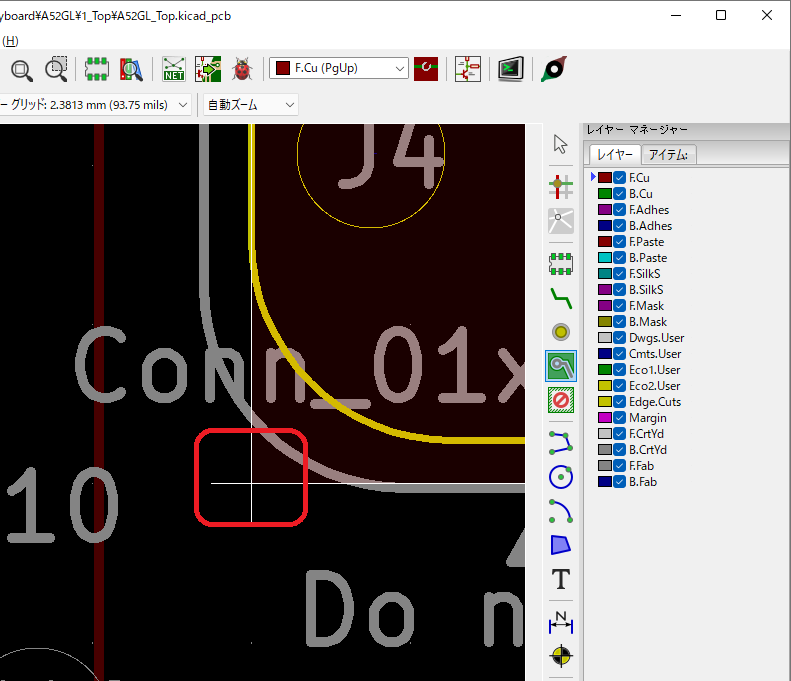 yboard¥A52GL¥1_Top¥A52GL_Top.kicad_pcb
(H)
NET
F.Cu (PgUp)
ー グリッド: 2.3813 mm (93.75 mils)
自動ズーム
レイヤー マネージャー
レイヤー
アイテム:
F.Cu
B.Cu
F.Adhes
B.Adhes
F.Paste
B.Paste
F.SilkS
B.SilkS
F.Mask
B.Mask
Dwgs.User
Cmts.User
Eco1.User
Eco2.User
Edge.Cuts
Margin
F.CrtYd
B.CrtYd
F.Fab
B.Fab
J4
Conn_01x
10
Do n
T
N